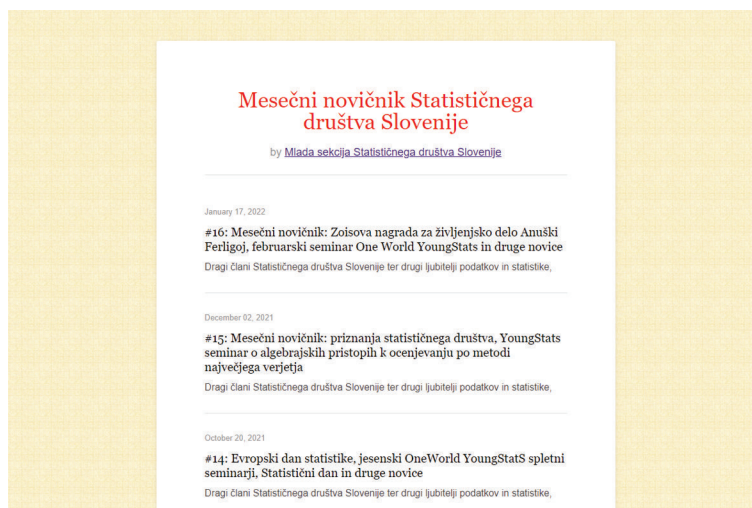 Mesečni novičnik Statističnega
društva Slovenije
by Mlada sekcija Statističnega društva Slovenije
January 17, 2022
#16: Mesečni novičnik: Zoisova nagrada za življenjsko delo Anuški
Ferligoj, februarski seminar One World YoungStats in druge novice
Dragi člani Statističnega društva Slovenije ter drugi ljubitelji podatkov in statistike,
December 02, 2021
#15: Mesečni novičnik: priznanja statističnega društva, YoungStats
seminar o algebrajskih pristopih k ocenjevanju po metodi
največjega verjetja
Dragi člani Statističnega društva Slovenije ter drugi ljubitelji podatkov in statistike,
October 20, 2021
#14: Evropski dan statistike, jesenski OneWorld YoungStatS spletni
seminarji, Statistični dan in druge novice
Dragi člani Statističnega društva Slovenije ter drugi ljubitelji podatkov in statistike,